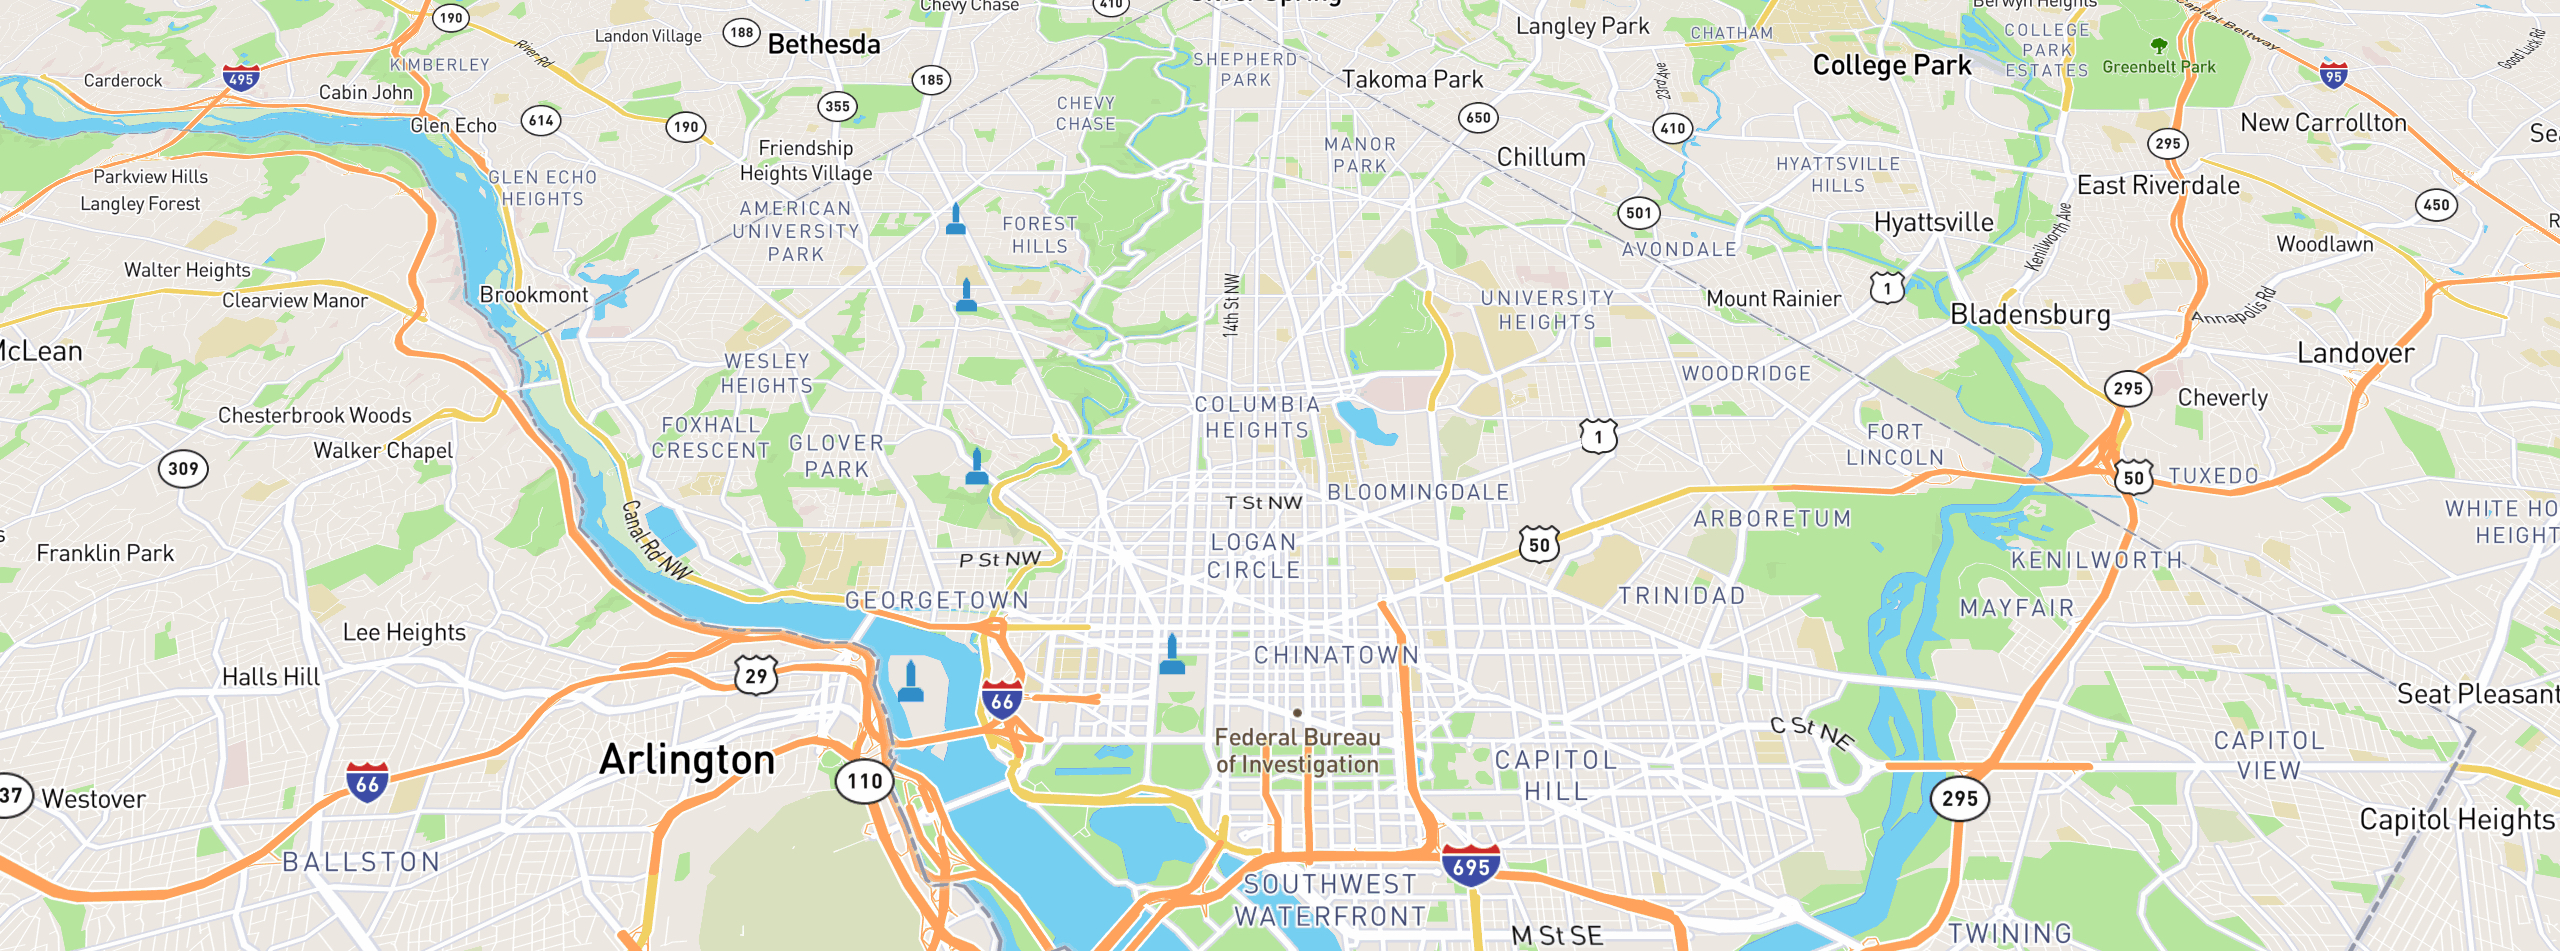 190
188
Landon Village
Bethesda
Chevy Chase
410
Langley Park
CHATHAM
Berwyn Heights
Capital Beltway
Good Luck Rd
River Rd
KIMBERLEY
495
Carderock
Cabin John
185
355
SHEPHERD
PARK
Takoma Park
College Park
COLLEGE
PARK
ESTATES
Greenbelt Park
95
Glen Echo
614
190
CHEVY
CHASE
650
23rd Ave
410
295
New Carrollton
Friendship
Heights Village
MANOR
PARK
Chillum
HYATTSVILLE
HILLS
East Riverdale
Parkview Hills
Langley Forest
GLEN ECHO
HEIGHTS
AMERICAN
UNIVERSITY
PARK
FOREST
HILLS
501
AVONDALE
Hyattsville
Kenilworth Ave
450
Woodlawn
Walter Heights
Clearview Manor
Brookmont
14th St NW
UNIVERSITY
HEIGHTS
Mount Rainier
1
Bladensburg
Annapolis Rd
McLean
WESLEY
HEIGHTS
WOODRIDGE
Landover
295
Cheverly
Chesterbrook Woods
Walker Chapel
FOXHALL
CRESCENT
GLOVER
PARK
COLUMBIA
HEIGHTS
1
FORT
LINCOLN
309
T St NW
BLOOMINGDALE
50
TUXEDO
Canal Rd NW
Franklin Park
P St NW
LOGAN
CIRCLE
50
ARBORETUM
WHITE HO
HEIGHT
KENILWORTH
GEORGETOWN
TRINIDAD
MAYFAIR
Lee Heights
Halls Hill
29
66
CHINATOWN
Seat Pleasant
Arlington
Federal Bureau
of Investigation
CAPITOL
HILL
C St NE
CAPITOL
VIEW
66
110
295
37
Westover
Capitol Heights
BALLSTON
695
SOUTHWEST
WATERFRONT
M St SE
TWINING